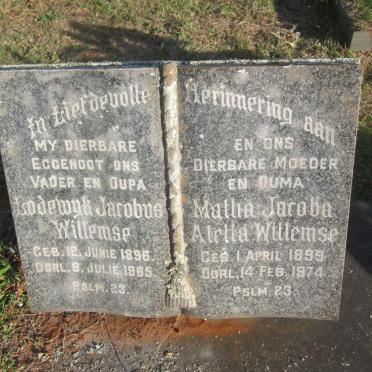 In Liefdevolle Herinnering aan
MY DIERBARE
EGGENOOT ONS
VADER EN OUPA
Lodewyk Jacobus
Willemse
GEB. 12. JUNIE 1896.
OORL. 9. JULIE 1965.
PSLM. 23.
EN ONS
DIERBARE MOEDER
EN OUMA
Matha Jacoba
Aletta Willemse
GEB. 1 APRIL 1899.
OORL. 14 FEB. 1974.
PSLM. 23.